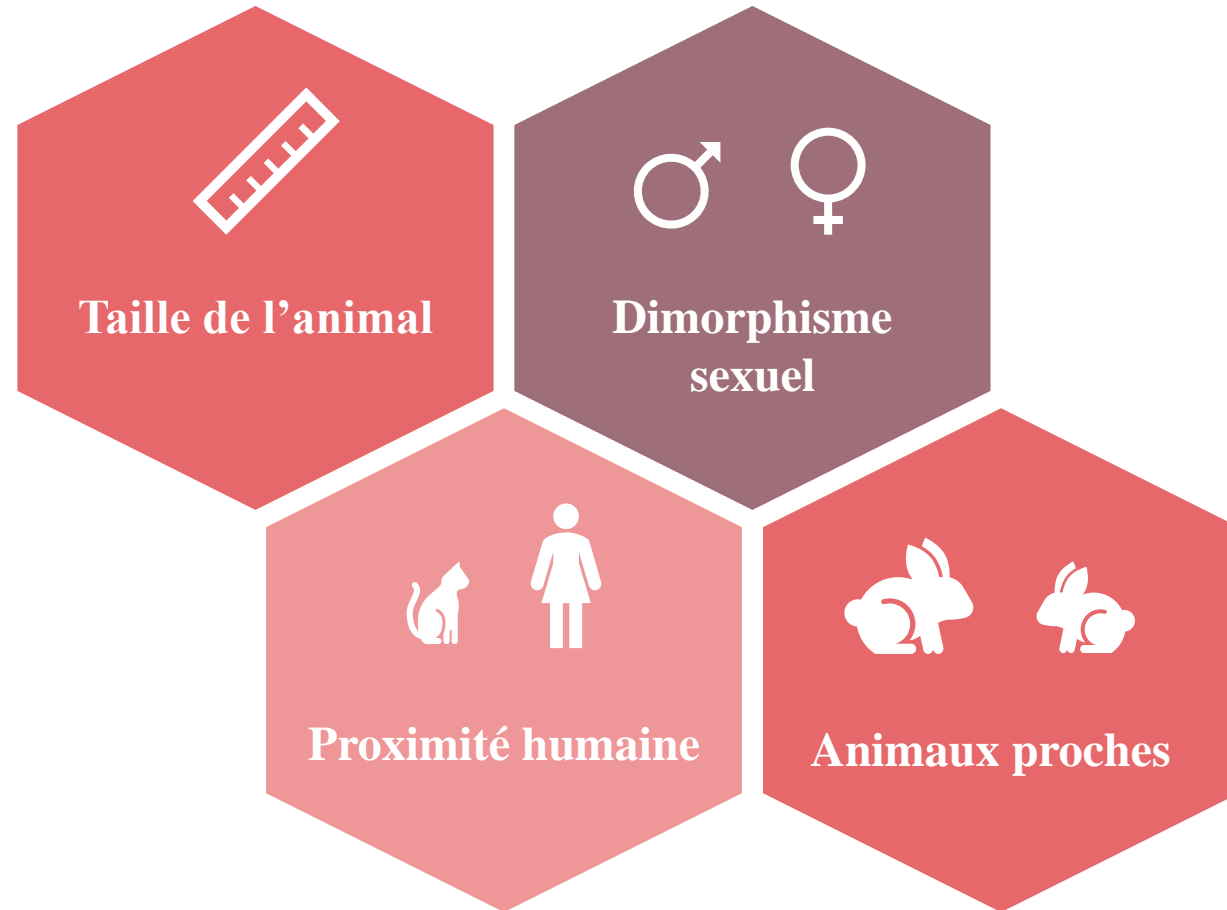 Taille de l’animal
Dimorphisme
sexuel
Proximité humaine
Animaux proches